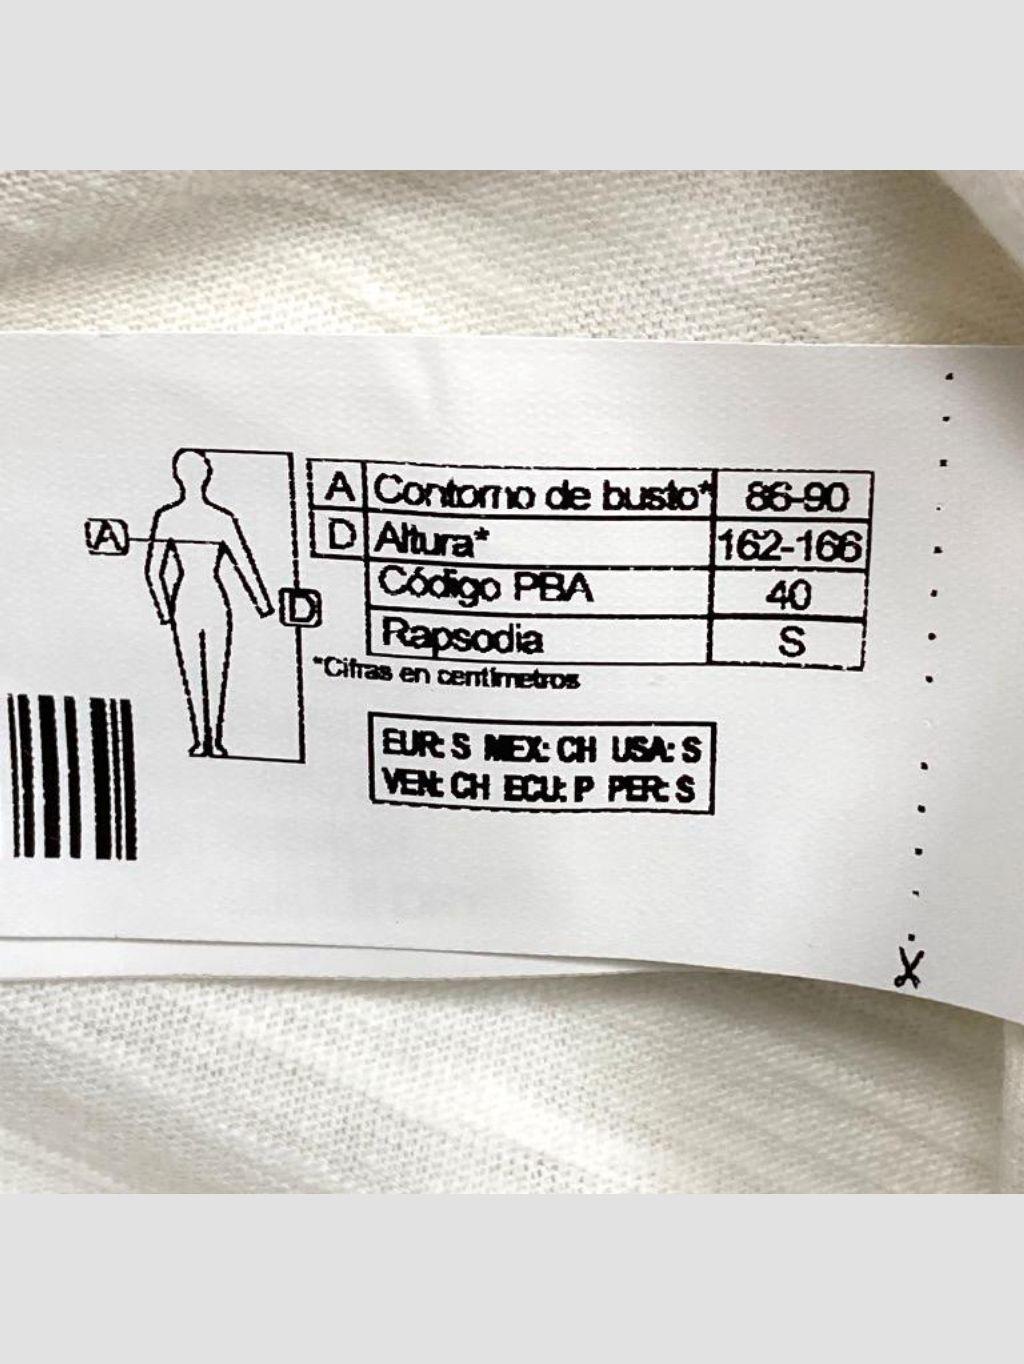 A Contorno de busto* 86-90
D Altura* 162-166
Código PBA 40
Rapsodia S
*Cifras en centímetros
A
D
EUR: S MEX: CH USA: S
VEN: CH ECU: P PER: S